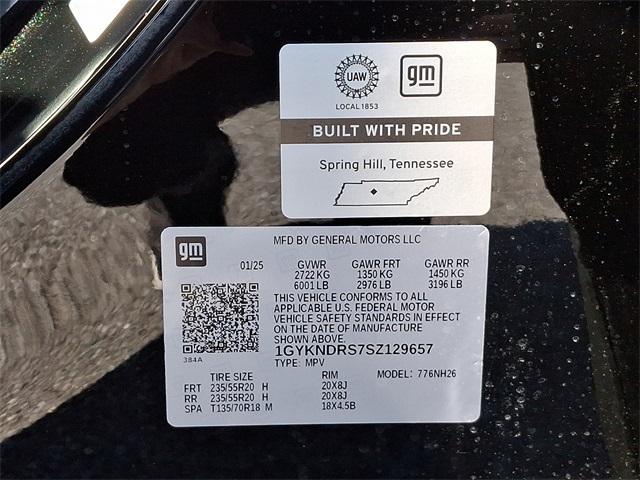 UAW
gm
LOCAL 1853
BUILT WITH PRIDE
Spring Hill, Tennessee
gm
MFD BY GENERAL MOTORS LLC
01/25 GVWR GAWR FRT GAWR RR
2722 KG 1350 KG 1450 KG
6001 LB 2976 LB 3196 LB
THIS VEHICLE CONFORMS TO ALL
APPLICABLE U.S. FEDERAL MOTOR
VEHICLE SAFETY STANDARDS IN EFFECT
ON THE DATE OF MANUFACTURE
SHOWN ABOVE.
384A
1GYKNDRS7SZ129657
TYPE: MPV
TIRE SIZE RIM MODEL: 776NH26
FRT 235/55R20 H 20X8J
RR 235/55R20 H 20X8J
SPA T135/70R18 M 18X4.5B